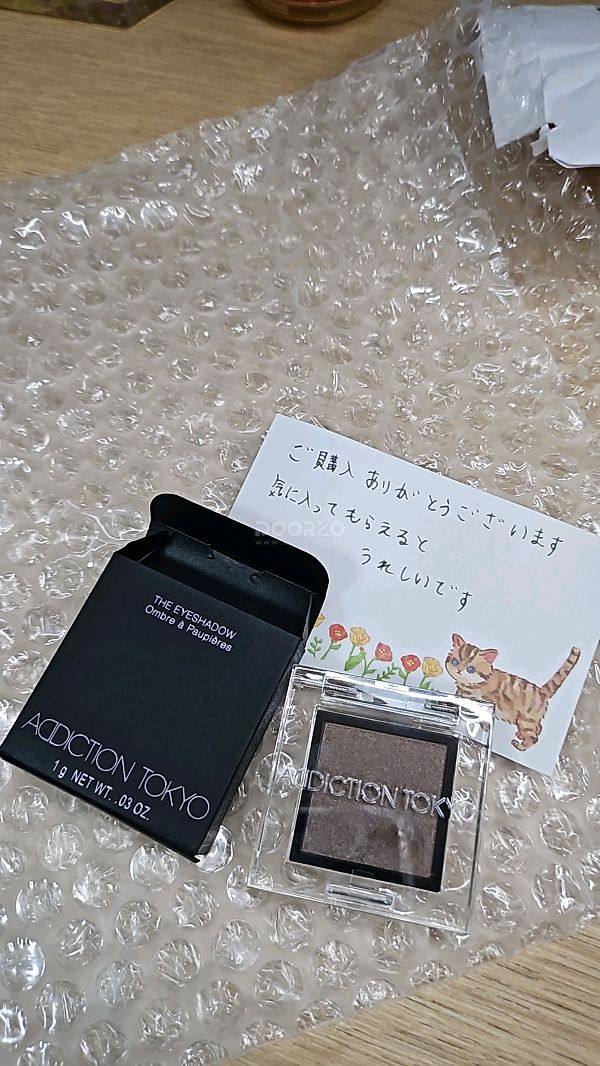 ご購入ありがとうございます
気に入ってもらえると
うれしいです
DOORZO
THE EYESHADOW
Ombre à Paupières
ADDICTION TOKYO
1 g NET WT. .03 OZ.
ADDICTION TOKYO